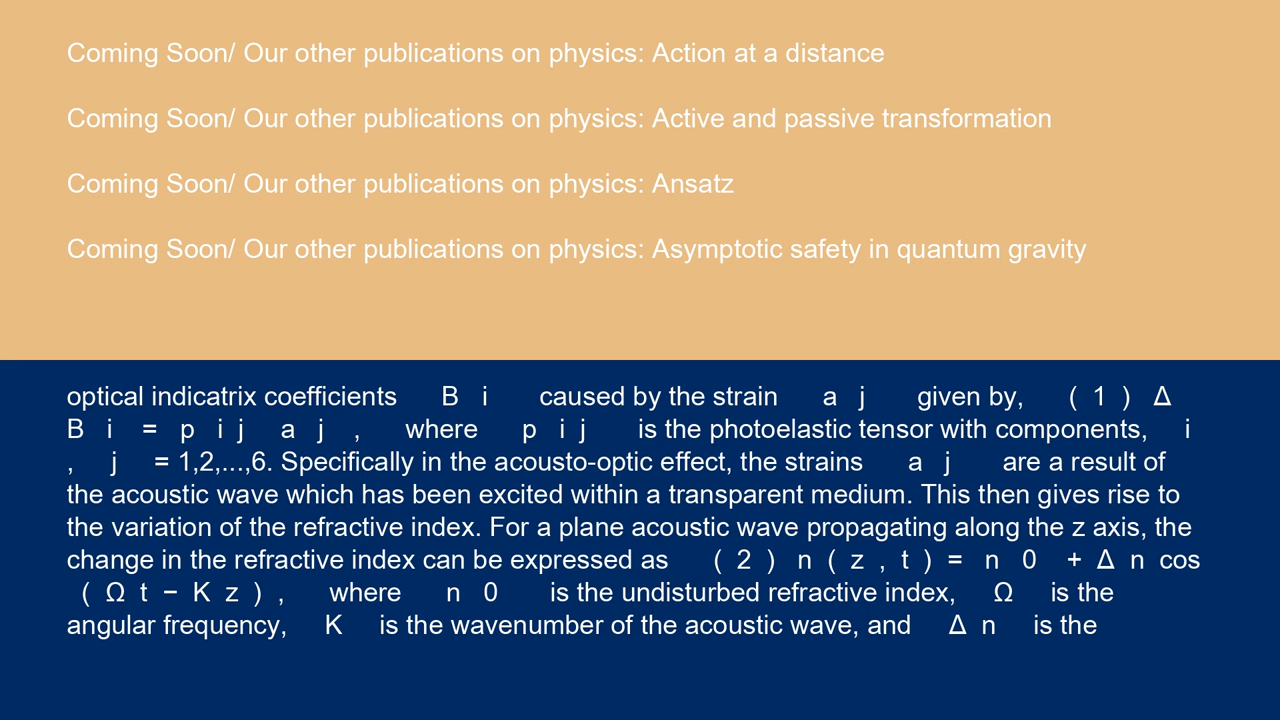 Coming Soon/ Our other publications on physics: Action at a distance
Coming Soon/ Our other publications on physics: Active and passive transformation
Coming Soon/ Our other publications on physics: Ansatz
Coming Soon/ Our other publications on physics: Asymptotic safety in quantum gravity
optical indicatrix coefficients B i caused by the strain a j given by, ( 1 ) Δ
B i = p i j a j , where p i j is the photoelastic tensor with components, i
, j = 1,2,...,6. Specifically in the acousto-optic effect, the strains a j are a result of
the acoustic wave which has been excited within a transparent medium. This then gives rise to
the variation of the refractive index. For a plane acoustic wave propagating along the z axis, the
change in the refractive index can be expressed as ( 2 ) n ( z , t ) = n 0 + Δ n cos
( Ω t − K z ) , where n 0 is the undisturbed refractive index, Ω is the
angular frequency, K is the wavenumber of the acoustic wave, and Δ n is the